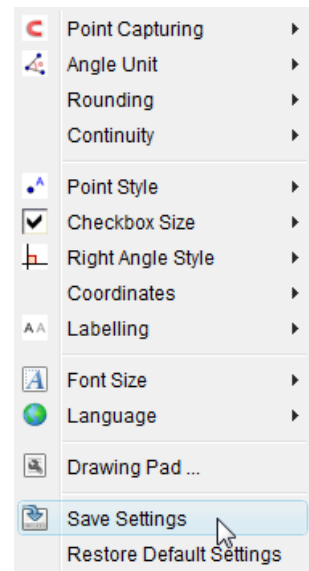 Point Capturing
Angle Unit
Rounding
Continuity
Point Style
Checkbox Size
Right Angle Style
Coordinates
Labelling
Font Size
Language
Drawing Pad ...
Save Settings
Restore Default Settings